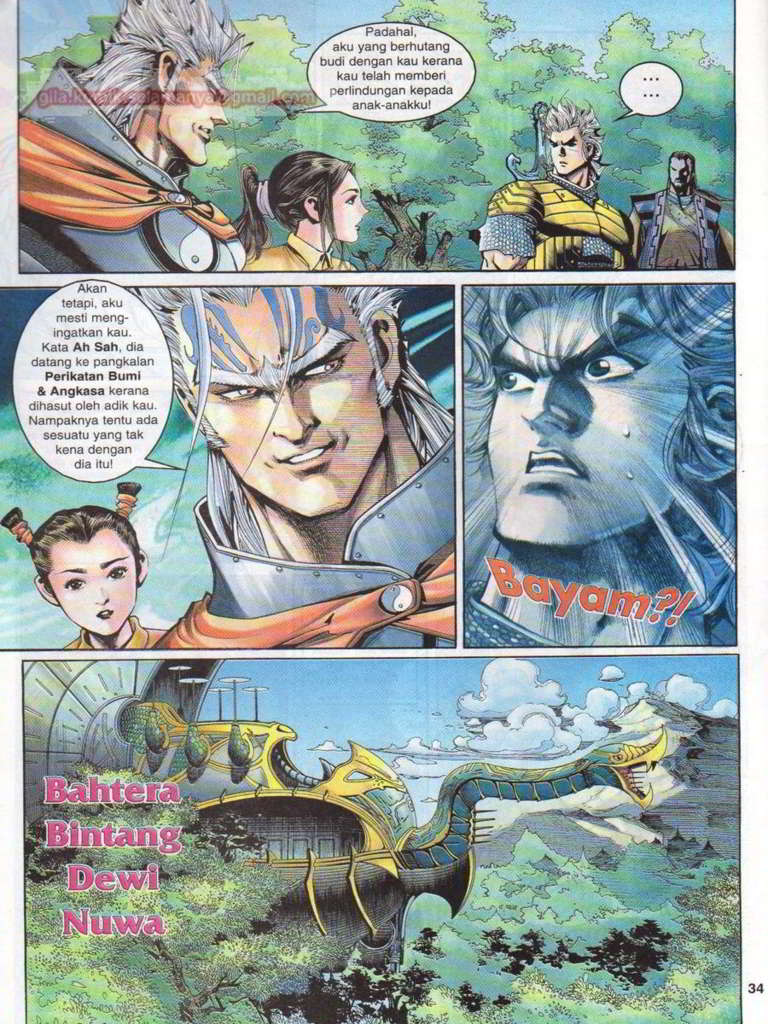 Padahal,
aku yang berhutang
budi dengan kau kerana
kau telah memberi
perlindungan kepada
anak-anakku!
...
...
Akan
tetapi, aku
mesti meng-
ingatkan kau.
Kata Ah Sah, dia
datang ke pangkalan
Perikatan Bumi
& Angkasa kerana
dihasut oleh adik kau.
Nampaknya tentu ada
sesuatu yang tak
kena dengan
dia itu!
Bayam?!
Bahtera
Bintang
Dewi
Nuwa
34